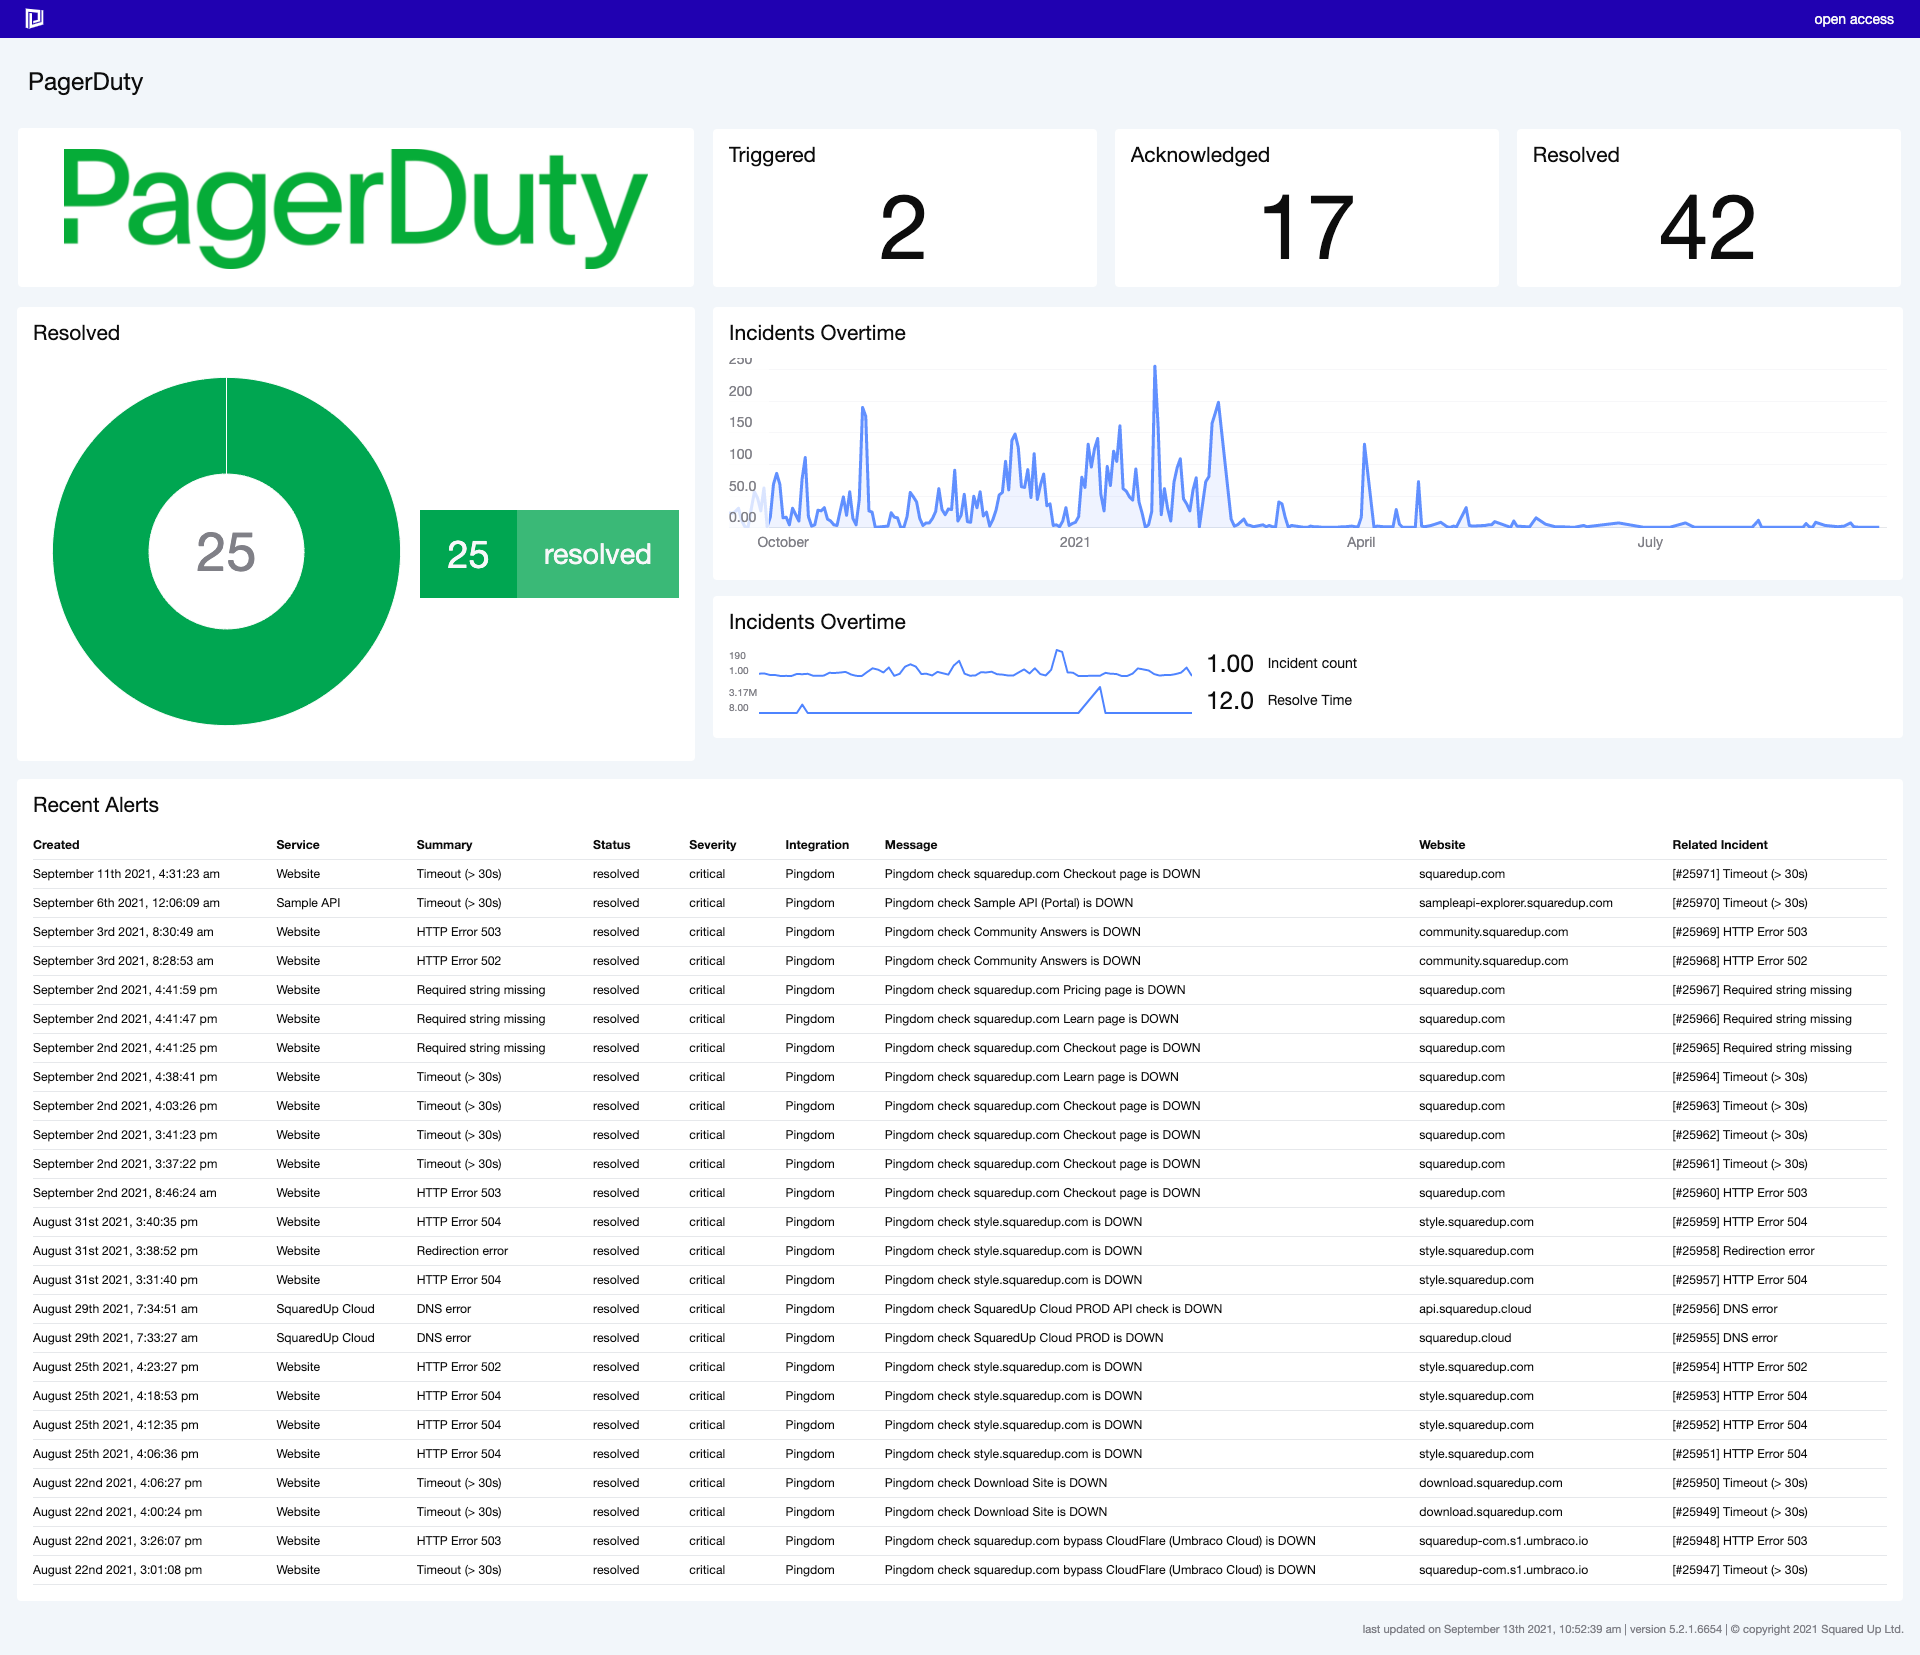 open access
PagerDuty
PagerDuty
Triggered
2
Acknowledged
17
Resolved
42
Resolved
25
25 resolved
Incidents Overtime
250
200
150
100
50.0
0.00
October 2021 April July
Incidents Overtime
190
1.00
3.17M
8.00
1.00 Incident count
12.0 Resolve Time
Recent Alerts
Created Service Summary Status Severity Integration Message Website Related Incident
September 11th 2021, 4:31:23 am Website Timeout (> 30s) resolved critical Pingdom Pingdom check squaredup.com Checkout page is DOWN squaredup.com [#25971] Timeout (> 30s)
September 6th 2021, 12:06:09 am Sample API Timeout (> 30s) resolved critical Pingdom Pingdom check Sample API (Portal) is DOWN sampleapi-explorer.squaredup.com [#25970] Timeout (> 30s)
September 3rd 2021, 8:30:49 am Website HTTP Error 503 resolved critical Pingdom Pingdom check Community Answers is DOWN community.squaredup.com [#25969] HTTP Error 503
September 3rd 2021, 8:28:53 am Website HTTP Error 502 resolved critical Pingdom Pingdom check Community Answers is DOWN community.squaredup.com [#25968] HTTP Error 502
September 2nd 2021, 4:41:59 pm Website Required string missing resolved critical Pingdom Pingdom check squaredup.com Pricing page is DOWN squaredup.com [#25967] Required string missing
September 2nd 2021, 4:41:47 pm Website Required string missing resolved critical Pingdom Pingdom check squaredup.com Learn page is DOWN squaredup.com [#25966] Required string missing
September 2nd 2021, 4:41:25 pm Website Required string missing resolved critical Pingdom Pingdom check squaredup.com Checkout page is DOWN squaredup.com [#25965] Required string missing
September 2nd 2021, 4:38:41 pm Website Timeout (> 30s) resolved critical Pingdom Pingdom check squaredup.com Learn page is DOWN squaredup.com [#25964] Timeout (> 30s)
September 2nd 2021, 4:03:26 pm Website Timeout (> 30s) resolved critical Pingdom Pingdom check squaredup.com Checkout page is DOWN squaredup.com [#25963] Timeout (> 30s)
September 2nd 2021, 3:41:23 pm Website Timeout (> 30s) resolved critical Pingdom Pingdom check squaredup.com Checkout page is DOWN squaredup.com [#25962] Timeout (> 30s)
September 2nd 2021, 3:37:22 pm Website Timeout (> 30s) resolved critical Pingdom Pingdom check squaredup.com Checkout page is DOWN squaredup.com [#25961] Timeout (> 30s)
September 2nd 2021, 8:46:24 am Website HTTP Error 503 resolved critical Pingdom Pingdom check squaredup.com Checkout page is DOWN squaredup.com [#25960] HTTP Error 503
August 31st 2021, 3:40:35 pm Website HTTP Error 504 resolved critical Pingdom Pingdom check style.squaredup.com is DOWN style.squaredup.com [#25959] HTTP Error 504
August 31st 2021, 3:38:52 pm Website Redirection error resolved critical Pingdom Pingdom check style.squaredup.com is DOWN style.squaredup.com [#25958] Redirection error
August 31st 2021, 3:31:40 pm Website HTTP Error 504 resolved critical Pingdom Pingdom check style.squaredup.com is DOWN style.squaredup.com [#25957] HTTP Error 504
August 29th 2021, 7:34:51 am SquaredUp Cloud DNS error resolved critical Pingdom Pingdom check SquaredUp Cloud PROD API check is DOWN api.squaredup.cloud [#25956] DNS error
August 29th 2021, 7:33:27 am SquaredUp Cloud DNS error resolved critical Pingdom Pingdom check SquaredUp Cloud PROD is DOWN squaredup.cloud [#25955] DNS error
August 25th 2021, 4:23:27 pm Website HTTP Error 502 resolved critical Pingdom Pingdom check style.squaredup.com is DOWN style.squaredup.com [#25954] HTTP Error 502
August 25th 2021, 4:18:53 pm Website HTTP Error 504 resolved critical Pingdom Pingdom check style.squaredup.com is DOWN style.squaredup.com [#25953] HTTP Error 504
August 25th 2021, 4:12:35 pm Website HTTP Error 504 resolved critical Pingdom Pingdom check style.squaredup.com is DOWN style.squaredup.com [#25952] HTTP Error 504
August 25th 2021, 4:06:36 pm Website HTTP Error 504 resolved critical Pingdom Pingdom check style.squaredup.com is DOWN style.squaredup.com [#25951] HTTP Error 504
August 22nd 2021, 4:06:27 pm Website Timeout (> 30s) resolved critical Pingdom Pingdom check Download Site is DOWN download.squaredup.com [#25950] Timeout (> 30s)
August 22nd 2021, 4:00:24 pm Website Timeout (> 30s) resolved critical Pingdom Pingdom check Download Site is DOWN download.squaredup.com [#25949] Timeout (> 30s)
August 22nd 2021, 3:26:07 pm Website HTTP Error 503 resolved critical Pingdom Pingdom check squaredup.com bypass CloudFlare (Umbraco Cloud) is DOWN squaredup-com.s1.umbraco.io [#25948] HTTP Error 503
August 22nd 2021, 3:01:08 pm Website Timeout (> 30s) resolved critical Pingdom Pingdom check squaredup.com bypass CloudFlare (Umbraco Cloud) is DOWN squaredup-com.s1.umbraco.io [#25947] Timeout (> 30s)
last updated on September 13th 2021, 10:52:39 am | version 5.2.1.6654 | © copyright 2021 Squared Up Ltd.